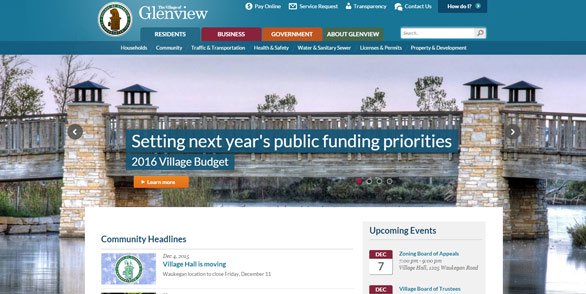 The Village of
Glenview
Pay Online Service Request Transparency Contact Us How do I?
RESIDENTS BUSINESS GOVERNMENT ABOUT GLENVIEW Search
Households Community Traffic & Transportation Health & Safety Water & Sanitary Sewer Licenses & Permits Property & Development
Setting next year's public funding priorities
2016 Village Budget
Learn more
Community Headlines
Dec 4, 2015
Village Hall is moving
Waukegan location to close Friday, December 11
Upcoming Events
DEC
7
Zoning Board of Appeals
7:00 pm - 9:00 pm
Village Hall, 1225 Waukegan Road
DEC
Village Board of Trustees